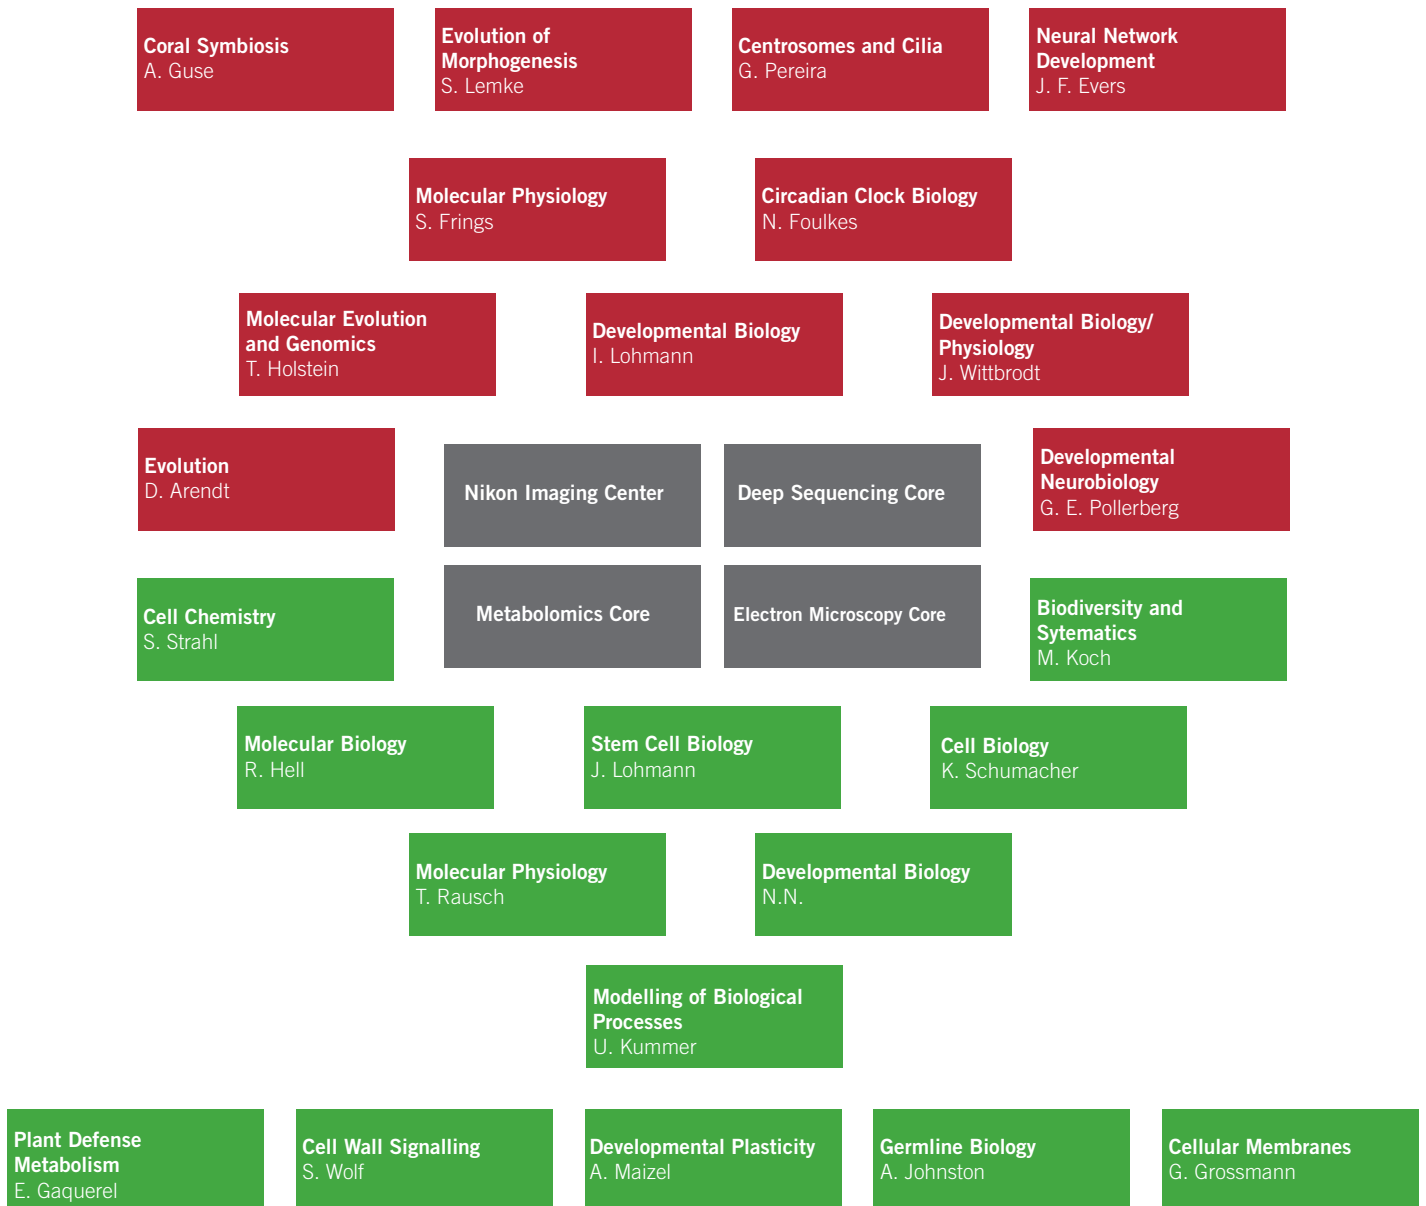 Coral Symbiosis
A. Guse
Evolution of
Morphogenesis
S. Lemke
Centrosomes and Cilia
G. Pereira
Neural Network
Development
J. F. Evers
Molecular Physiology
S. Frings
Circadian Clock Biology
N. Foulkes
Molecular Evolution
and Genomics
T. Holstein
Developmental Biology
I. Lohmann
Developmental Biology/
Physiology
J. Wittbrodt
Evolution
D. Arendt
Nikon Imaging Center
Deep Sequencing Core
Developmental
Neurobiology
G. E. Pollerberg
Cell Chemistry
S. Strahl
Metabolomics Core
Electron Microscopy Core
Biodiversity and
Sytematics
M. Koch
Molecular Biology
R. Hell
Stem Cell Biology
J. Lohmann
Cell Biology
K. Schumacher
Molecular Physiology
T. Rausch
Developmental Biology
N.N.
Modelling of Biological
Processes
U. Kummer
Plant Defense
Metabolism
E. Gaquerel
Cell Wall Signalling
S. Wolf
Developmental Plasticity
A. Maizel
Germline Biology
A. Johnston
Cellular Membranes
G. Grossmann